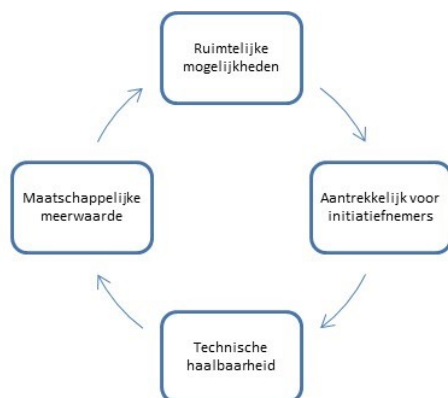 Ruimtelijke
mogelijkheden
Aantrekkelijk voor
initiatiefnemers
Technische
haalbaarheid
Maatschappelijke
meerwaarde